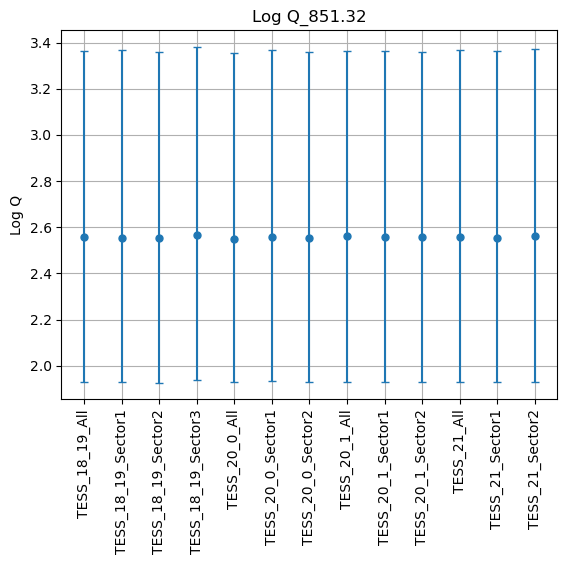 Log Q_851.32
Log Q
3.4
3.2
3.0
2.8
2.6
2.4
2.2
2.0
TESS_18_19_All
TESS_18_19_Sector1
TESS_18_19_Sector2
TESS_18_19_Sector3
TESS_20_0_All
TESS_20_0_Sector1
TESS_20_0_Sector2
TESS_20_1_All
TESS_20_1_Sector1
TESS_20_1_Sector2
TESS_21_All
TESS_21_Sector1
TESS_21_Sector2